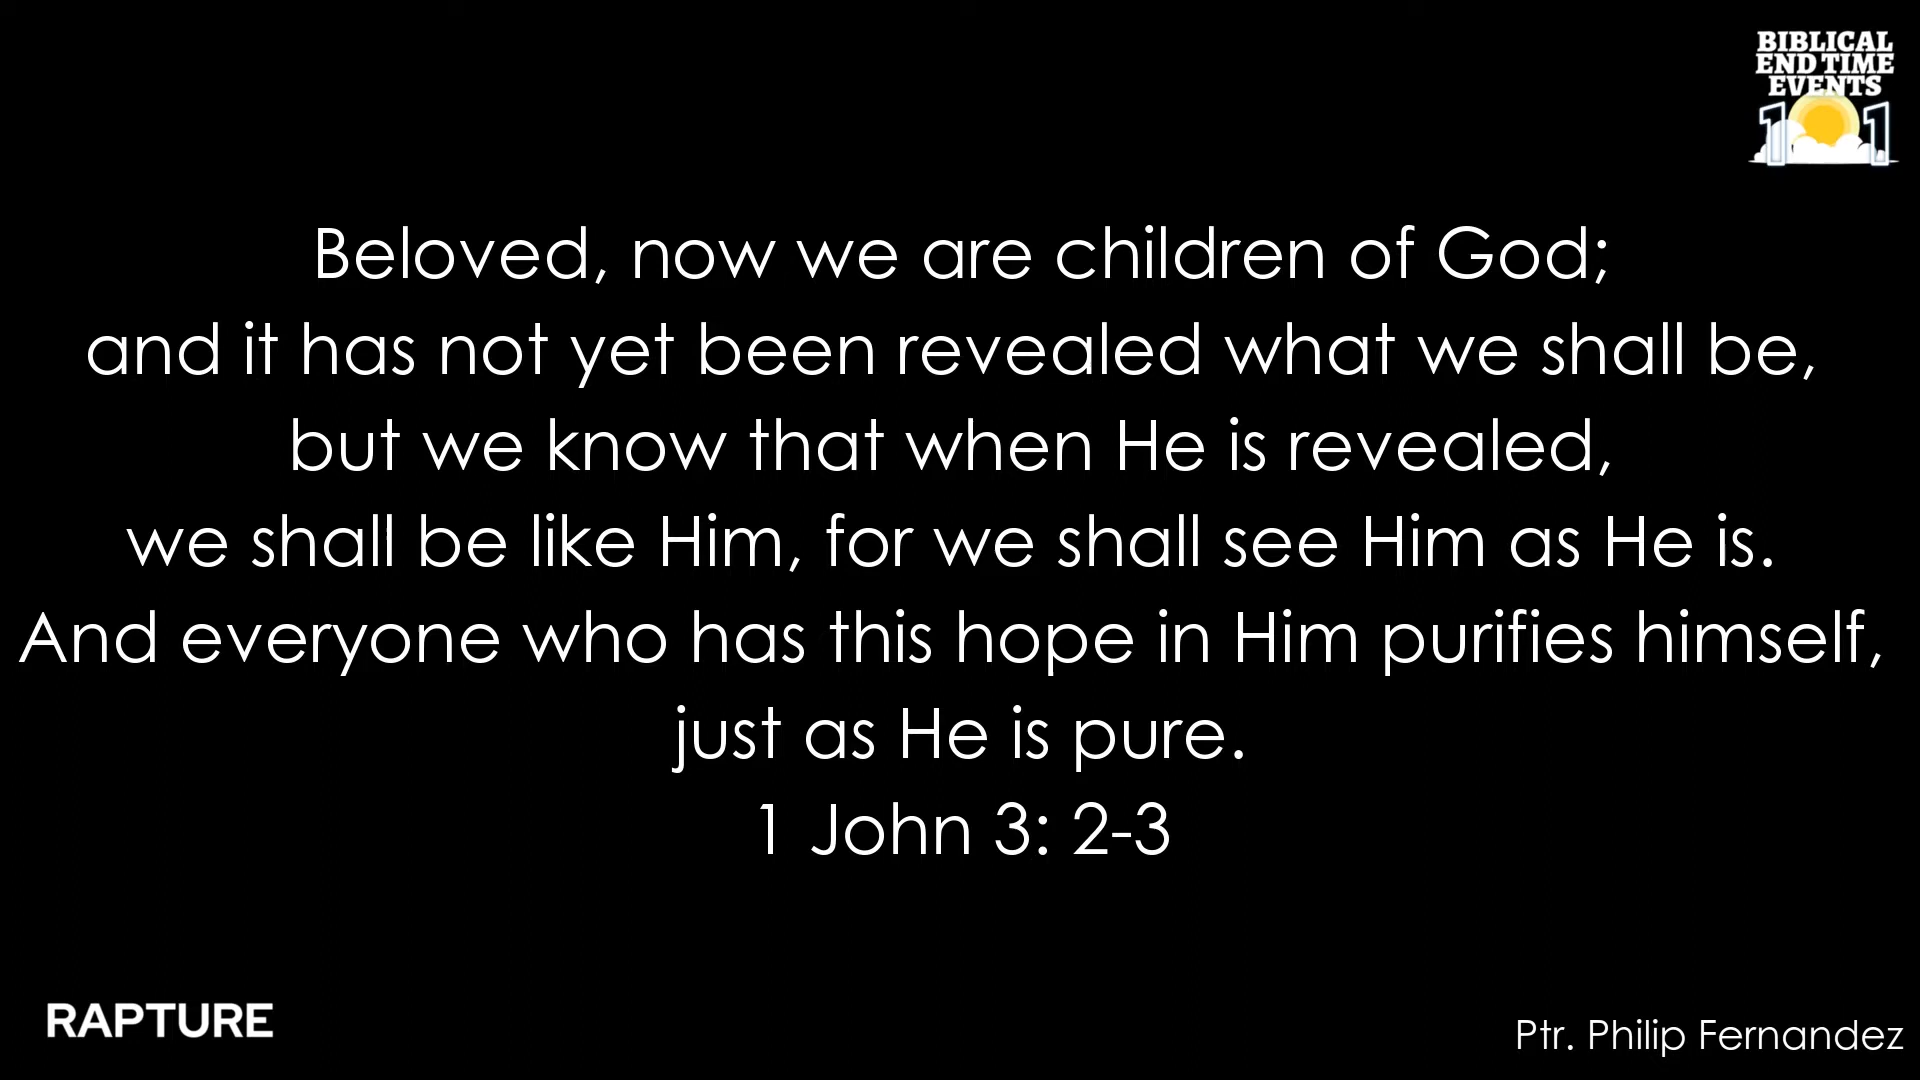 BIBLICAL
END TIME
EVENTS
101
Beloved, now we are children of God;
and it has not yet been revealed what we shall be,
but we know that when He is revealed,
we shall be like Him, for we shall see Him as He is.
And everyone who has this hope in Him purifies himself,
just as He is pure.
1 John 3: 2-3
RAPTURE
Ptr. Philip Fernandez